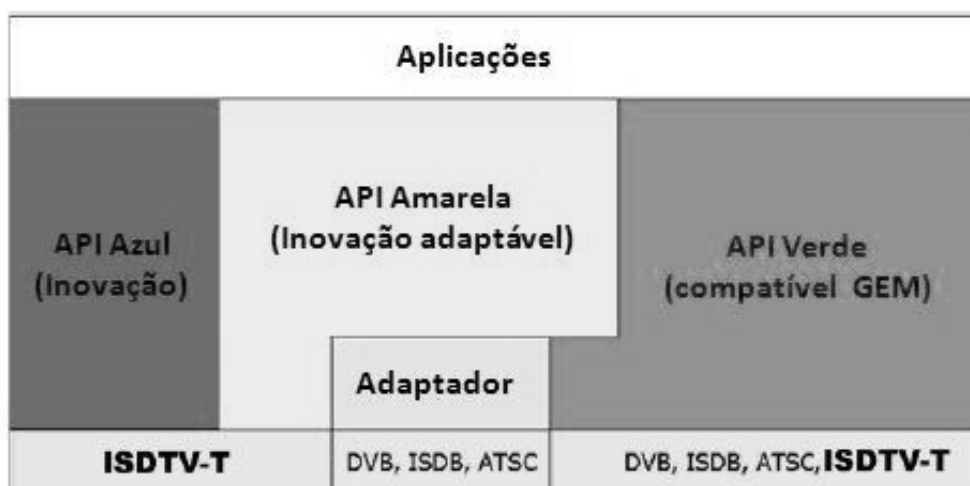 Aplicações
API Azul
(Inovação)
API Amarela
(Inovação adaptável)
API Verde
(compatível GEM)
Adaptador
ISDTV-T
DVB, ISDB, ATSC
DVB, ISDB, ATSC,ISDTV-T